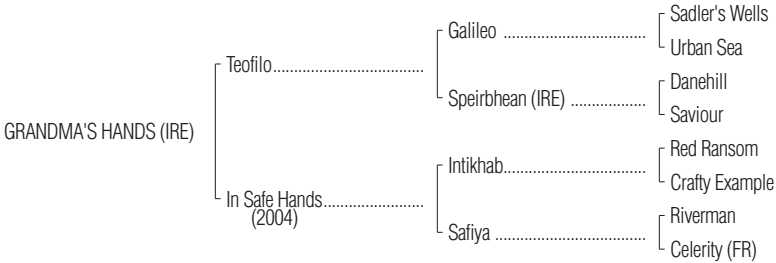 Sadler's Wells
Galileo ....................................
Urban Sea
Teofilo......................................
Danehill
Speirbhean (IRE) ...................
Saviour
GRANDMA'S HANDS (IRE)
Red Ransom
Intikhab....................................
Crafty Example
In Safe Hands.........................
(2004)
Riverman
Safiya ......................................
Celerity (FR)